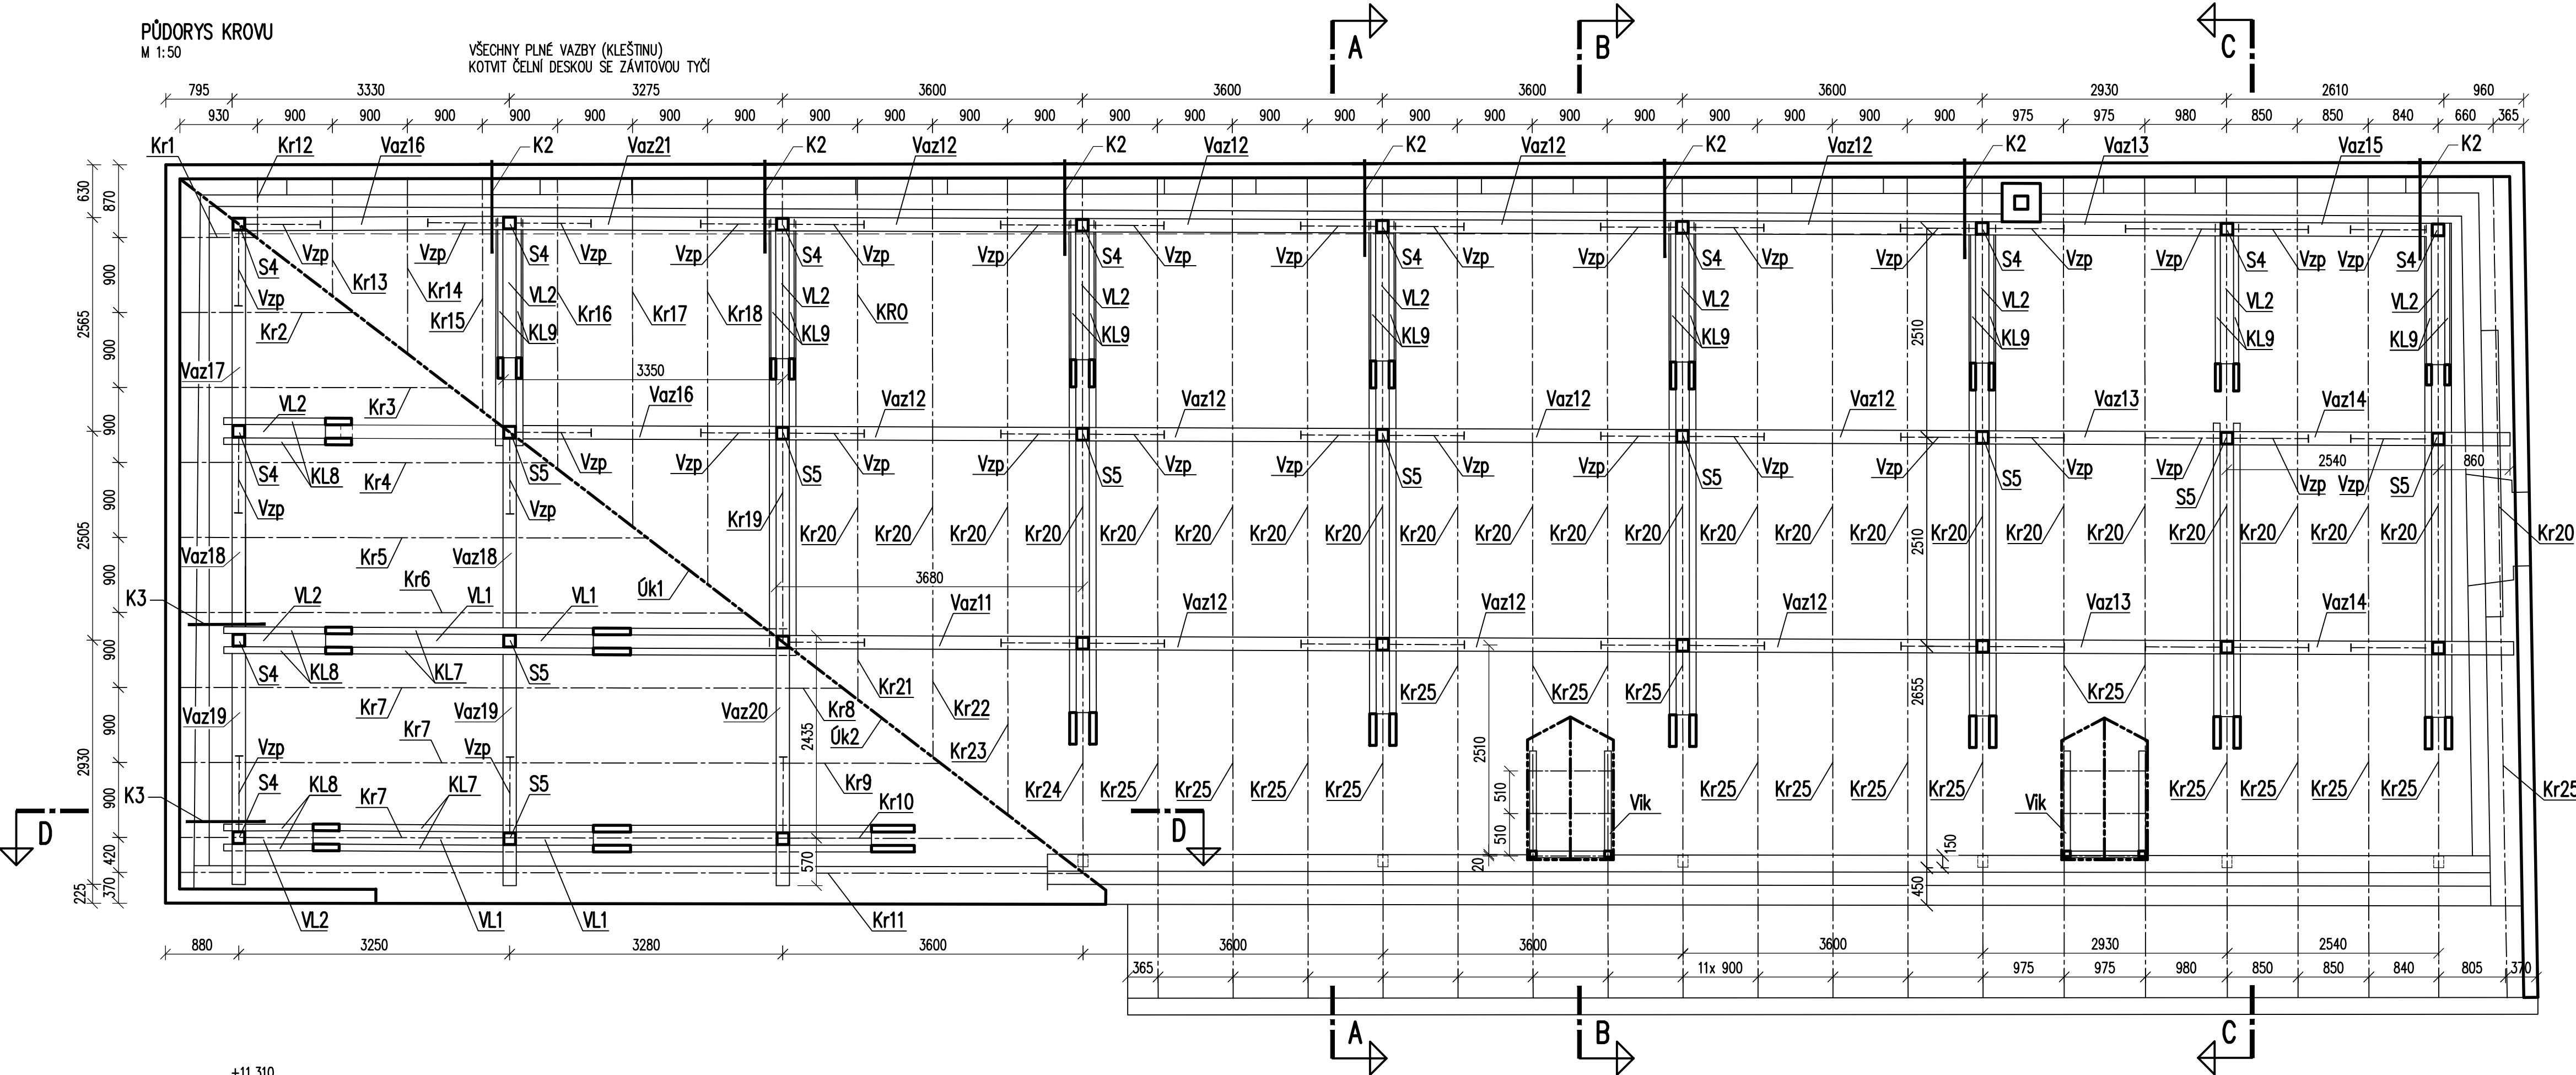 PŮDORYS KROVU
M 1:50
VŠECHNY PLNÉ VAZBY (KLEŠTINU)
KOTVIT ČELNÍ DESKOU SE ZÁVITOVOU TYČÍ
A B C
795 3330 3275 3600 3600 3600 3600 2930 2610 960
930 900 900 900 900 900 900 900 900 900 900 900 900 900 900 900 900 900 900 900 900 900 900 975 975 980 850 850 840 660 365
Kr1 Kr12 Vaz16 K2 Vaz21 K2 Vaz12 K2 Vaz12 K2 Vaz12 K2 Vaz12 K2 Vaz13 Vaz15 K2
630 870
S4 Vzp Vzp S4 Vzp Vzp S4 Vzp Vzp S4 Vzp Vzp S4 Vzp Vzp S4 Vzp Vzp S4 Vzp Vzp S4 Vzp Vzp S4
Vzp Kr13 Kr14 VL2 VL2 VL2 VL2 VL2 VL2 VL2 VL2
Kr2 Kr15 KL9 Kr16 Kr17 Kr18 KL9 KRO KL9 KL9 KL9 KL9 KL9 KL9
2565 900 900 2510
Vaz17 3350
VL2 Kr3 Vaz16 Vaz12 Vaz12 Vaz12 Vaz12 Vaz13 Vaz14
900
S4 KL8 Kr4 S5 Vzp Vzp S5 Vzp Vzp S5 Vzp Vzp S5 Vzp Vzp S5 Vzp Vzp S5 Vzp Vzp S5 Vzp Vzp S5
2540 860
Vzp Vzp Kr19
2505 900 900 2510
Kr20 Kr20 Kr20 Kr20 Kr20 Kr20 Kr20 Kr20 Kr20 Kr20 Kr20 Kr20 Kr20 Kr20 Kr20 Kr20 Kr20 Kr20 Kr20 Kr20 Kr20 Kr20
Vaz18 Kr5 Vaz18
Kr6 Úk1 3680
K3 VL2 VL1 VL1 Vaz11 Vaz12 Vaz12 Vaz12 Vaz13 Vaz14
900
S4 KL8 KL7 S5
Kr21 Kr25 Kr25 Kr25 Kr25 2655
Vaz19 Kr7 Vaz19 Vaz20 Kr8 Kr22
900 2435 2510
Kr7 Úk2 Kr23
2930
Vzp Vzp
S4 KL8 KL7 S5 Kr9
Kr24 Kr25 Kr25 Kr25 Kr25 Kr25 Kr25 Kr25 Kr25 Kr25 Kr25 Kr25 Kr25
K3 Kr7 Kr10 Vik Vik
900 510
D D
510 150
420 570 20
225 370 450
VL2 VL1 VL1 Kr11
880 3250 3280 3600 3600 3600 3600 2930 2540
365 11x 900 975 975 980 850 850 840 805 370
A B C
+11,310